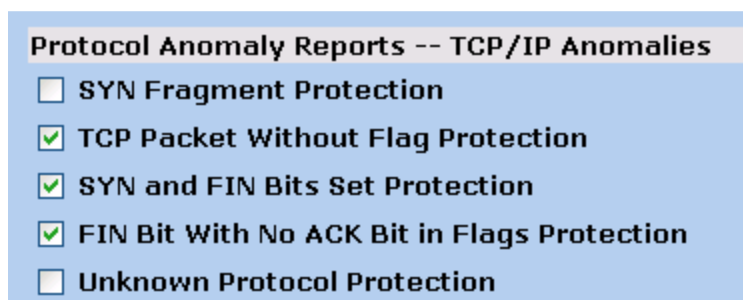 Protocol Anomaly Reports -- TCP/IP Anomalies
SYN Fragment Protection
TCP Packet Without Flag Protection
SYN and FIN Bits Set Protection
FIN Bit With No ACK Bit in Flags Protection
Unknown Protocol Protection